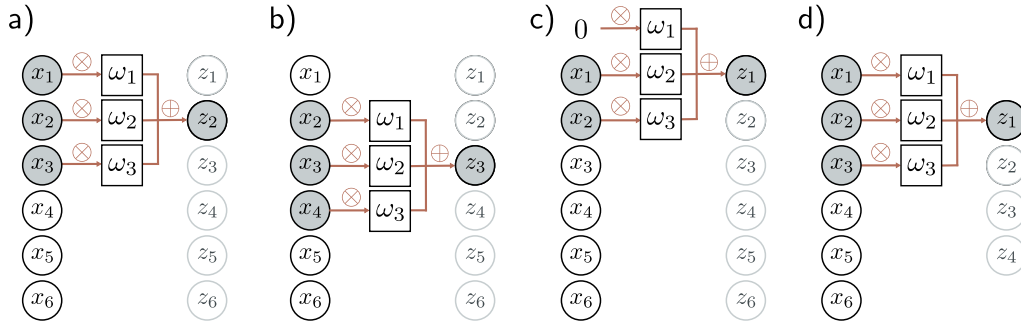 a)
x₁ ⊗ ω₁ z₁
x₂ ⊗ ω₂ ⊕ z₂
x₃ ⊗ ω₃ z₃
x₄ z₄
x₅ z₅
x₆ z₆
b)
x₁ z₁
x₂ ⊗ ω₁ z₂
x₃ ⊗ ω₂ ⊕ z₃
x₄ ⊗ ω₃ z₄
x₅ z₅
x₆ z₆
c)
0 ⊗ ω₁
x₁ ⊗ ω₂ ⊕ z₁
x₂ ⊗ ω₃ z₂
x₃ z₃
x₄ z₄
x₅ z₅
x₆ z₆
d)
x₁ ⊗ ω₁
x₂ ⊗ ω₂ ⊕ z₁
x₃ ⊗ ω₃ z₂
x₄ z₃
x₅ z₄
x₆